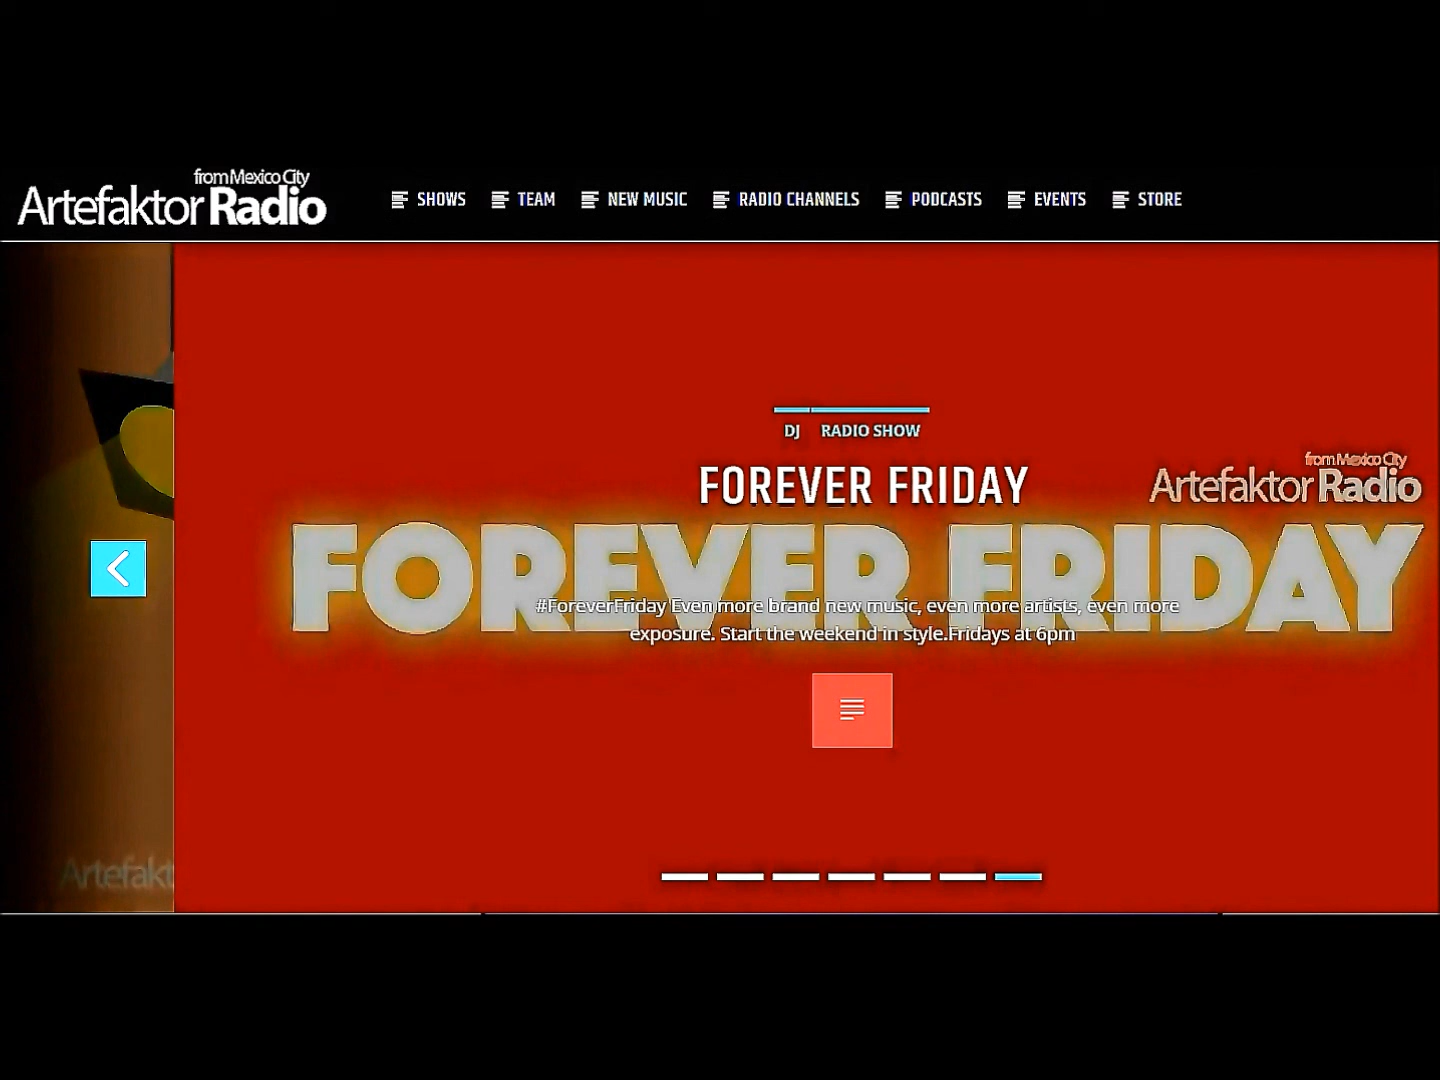 from Mexico City
Artefaktor Radio
SHOWS TEAM NEW MUSIC RADIO CHANNELS PODCASTS EVENTS STORE
DJ RADIO SHOW
FOREVER FRIDAY
from Mexico City
Artefaktor Radio
FOREVER FRIDAY
#ForeverFriday Even more brand new music, even more artists, even more
exposure. Start the weekend in style.Fridays at 6pm
Artefakt